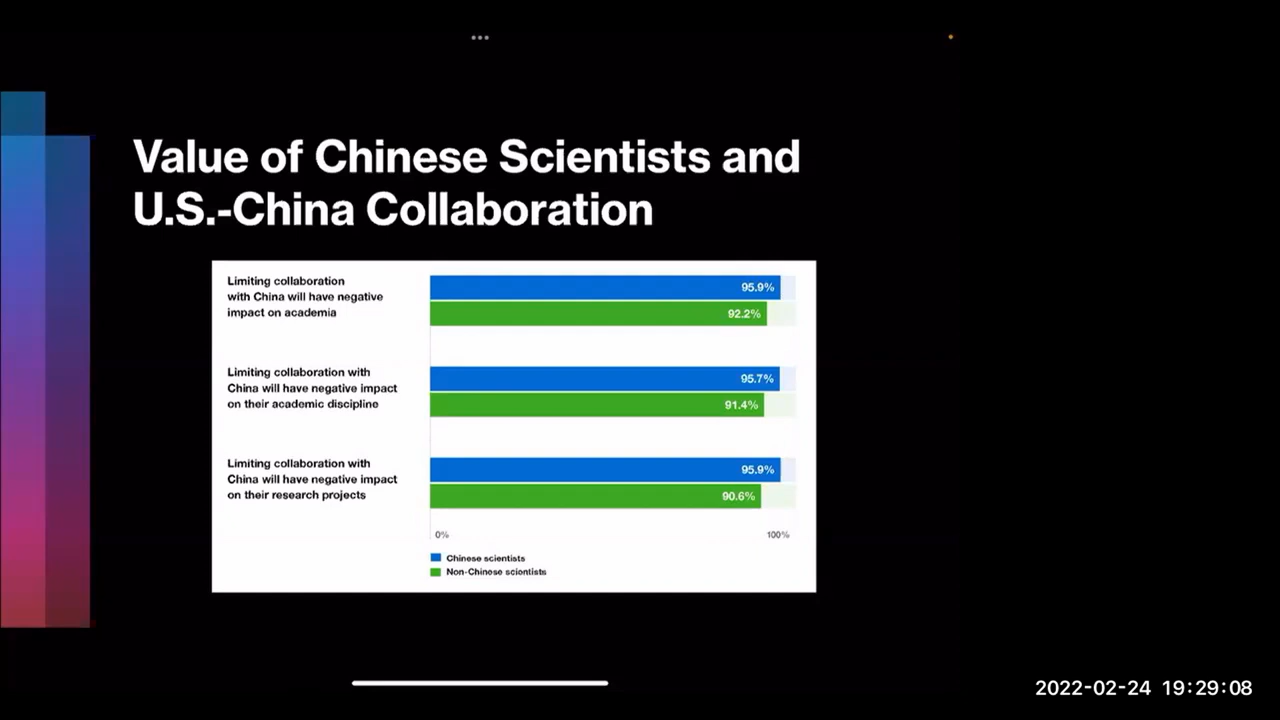 Value of Chinese Scientists and
U.S.-China Collaboration
Limiting collaboration
with China will have negative
impact on academia
95.9%
92.2%
Limiting collaboration with
China will have negative impact
on their academic discipline
95.7%
91.4%
Limiting collaboration with
China will have negative impact
on their research projects
95.9%
90.6%
0%
100%
Chinese scientists
Non-Chinese scientists
2022-02-24 19:29:08